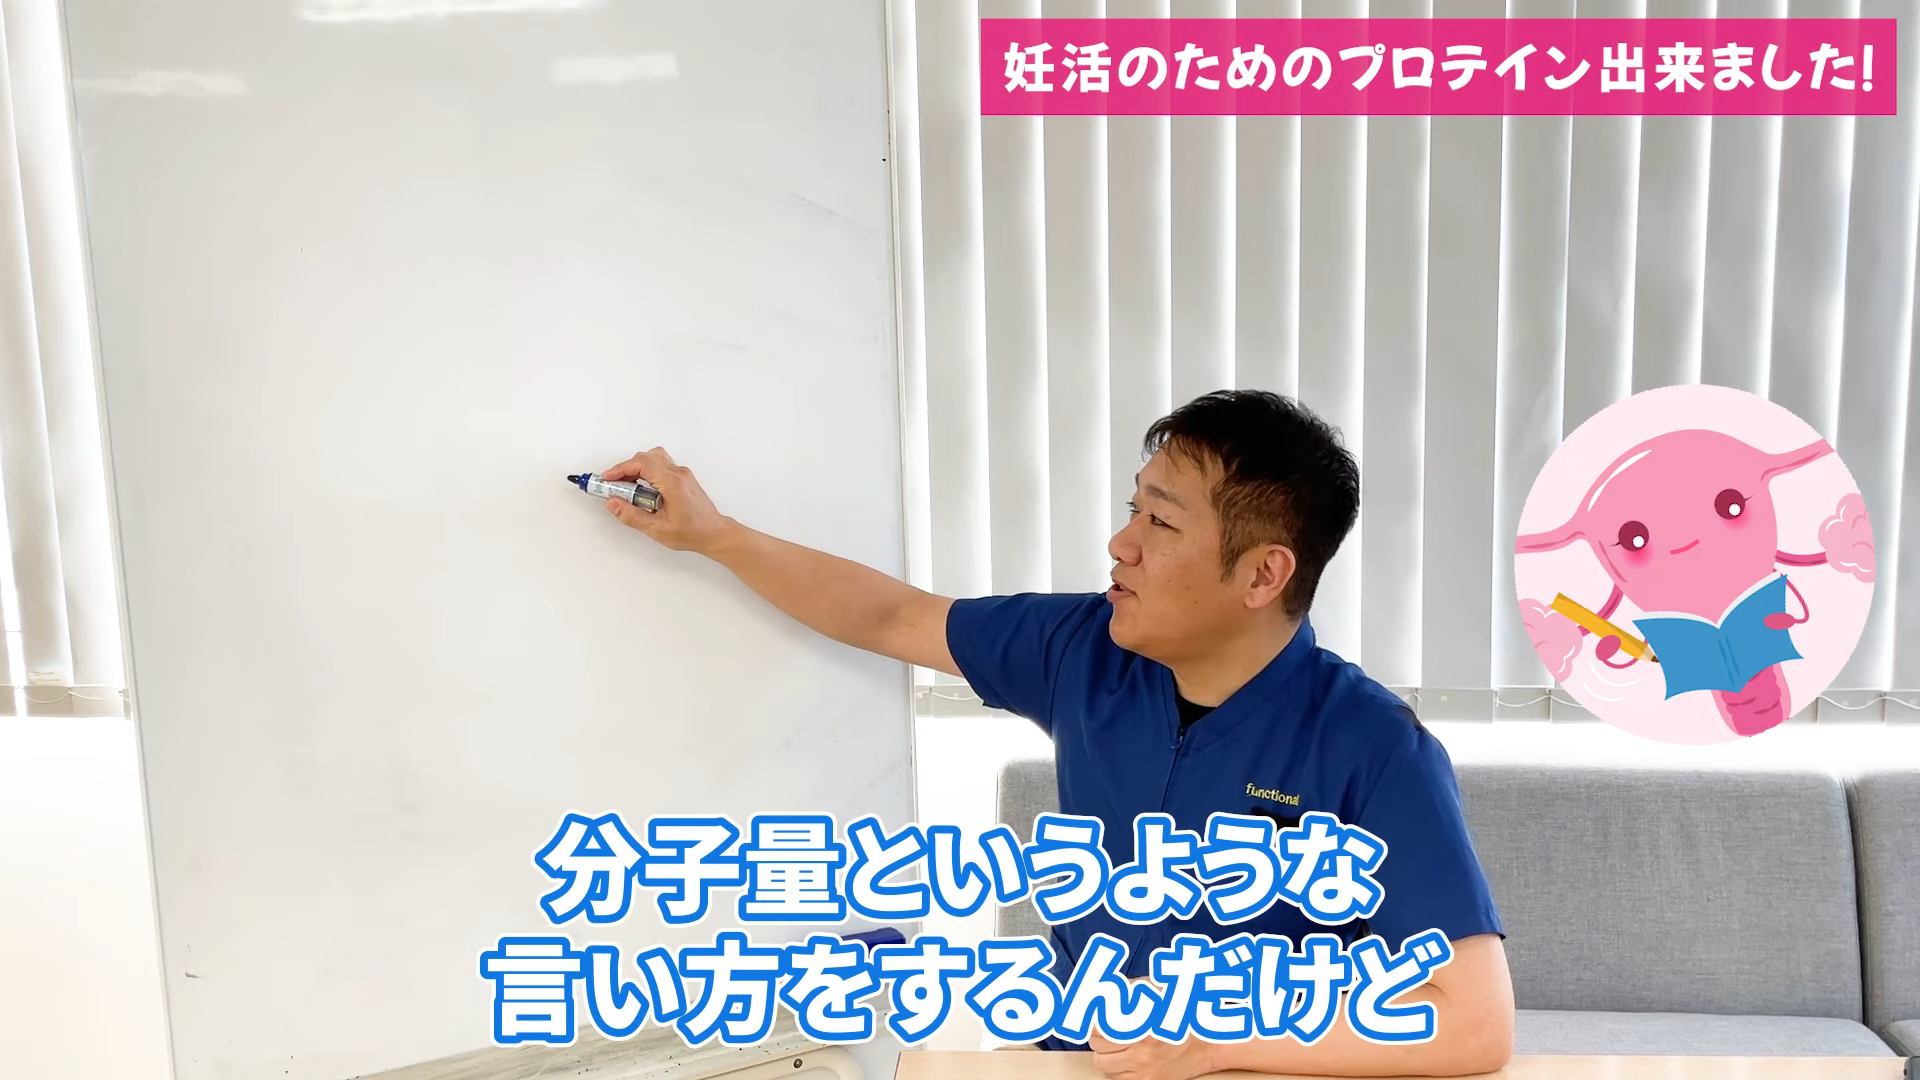 妊活のためのプロテイン出来ました!
functional
分子量というような
言い方をするんだけど